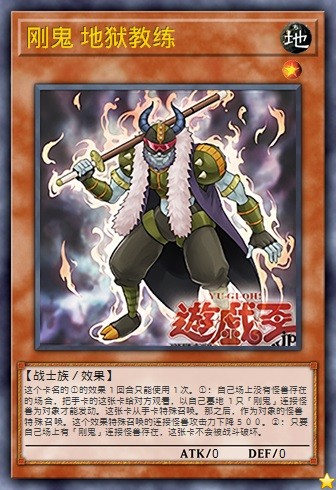 刚鬼 地狱教练
地
YU-GI-OH!
遊戯王
.JP
【战士族/效果】
这个卡名的①的效果1回合只能使用1次。①：自己场上没有怪兽存在
的场合，把手卡的这张卡给对方观看，以自己墓地1只「刚鬼」连接怪
兽为对象才能发动。这张卡从手卡特殊召唤。那之后，作为对象的怪兽
特殊召唤。这个效果特殊召唤的连接怪兽攻击力下降500。②：只要
自己场上有「刚鬼」连接怪兽存在，这张卡不会被战斗破坏。
ATK/0 DEF/0